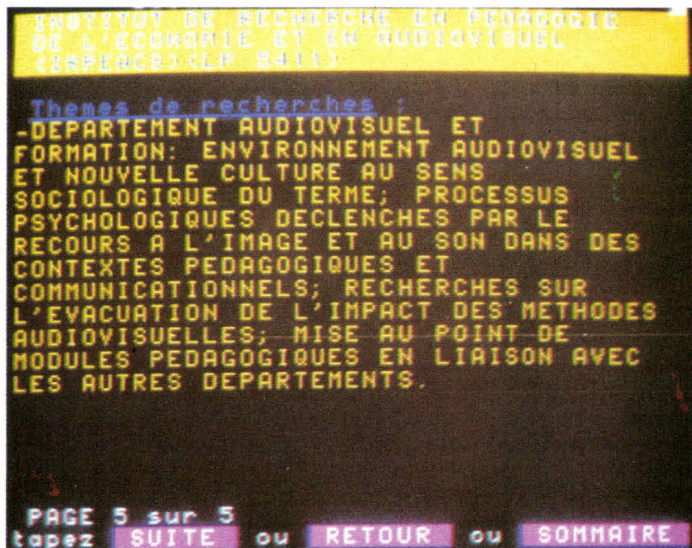 INSTITUT DE RECHERCHE EN PEDAGOGIE
DE L'ECONOMIE ET EN AUDIOVISUEL
(IRPEACS)(LP 8411)
Themes de recherches :
-DEPARTEMENT AUDIOVISUEL ET
FORMATION: ENVIRONNEMENT AUDIOVISUEL
ET NOUVELLE CULTURE AU SENS
SOCIOLOGIQUE DU TERME; PROCESSUS
PSYCHOLOGIQUES DECLENCHES PAR LE
RECOURS A L'IMAGE ET AU SON DANS DES
CONTEXTES PEDAGOGIQUES ET
COMMUNICATIONNELS; RECHERCHES SUR
L'EVACUATION DE L'IMPACT DES METHODES
AUDIOVISUELLES; MISE AU POINT DE
MODULES PEDAGOGIQUES EN LIAISON AVEC
LES AUTRES DEPARTEMENTS.
PAGE 5 sur 5
tapez SUITE ou RETOUR ou SOMMAIRE